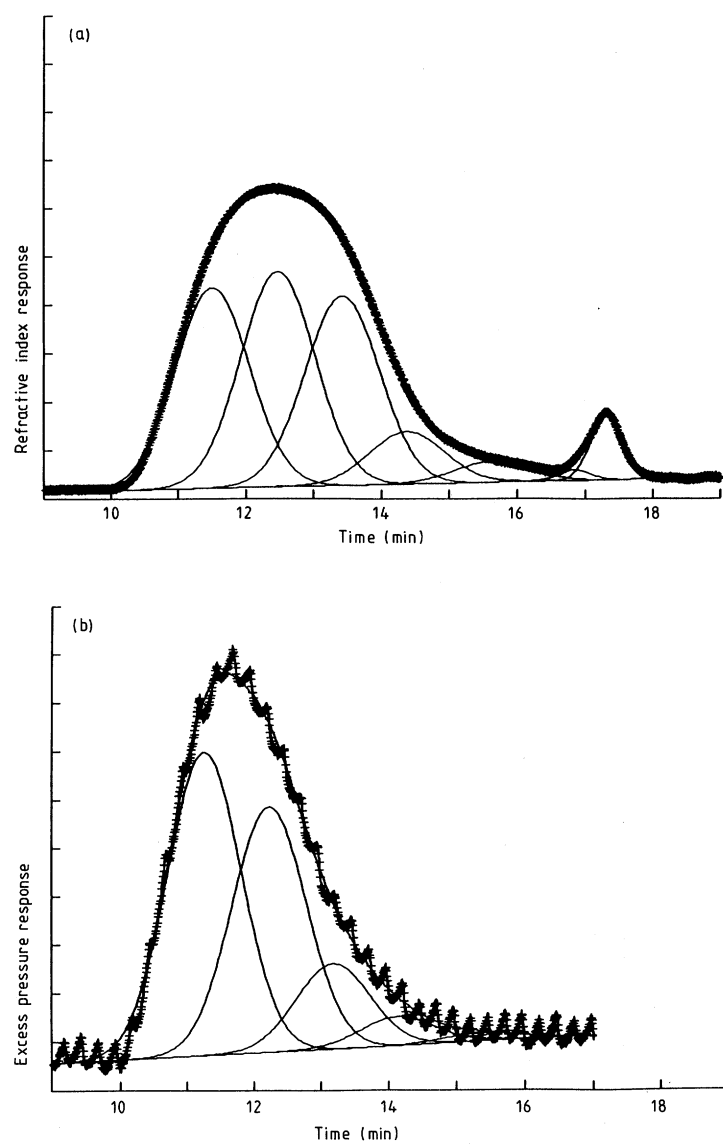 (a)
Refractive index response
10 12 14 16 18
Time (min)
(b)
Excess pressure response
10 12 14 16 18
Time (min)